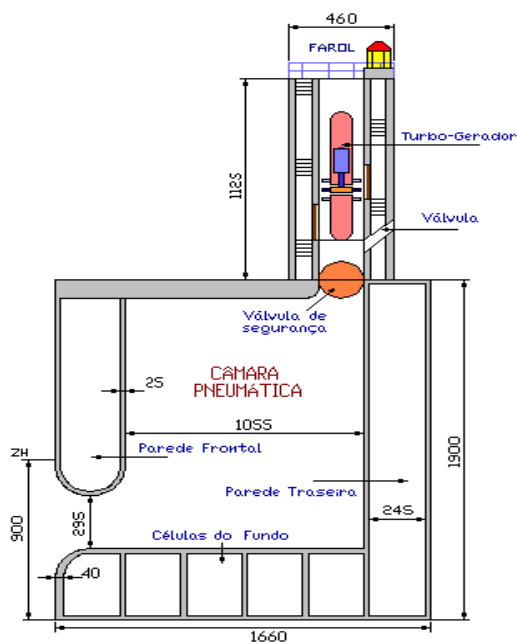 460
FAROL
Turbo-Gerador
1125
Válvula
Válvula de
segurança
CÂMARA
PNEUMÁTICA
25
1055
ZH
Parede Frontal
1900
Parede Traseira
900
295
245
Células do Fundo
40
1660